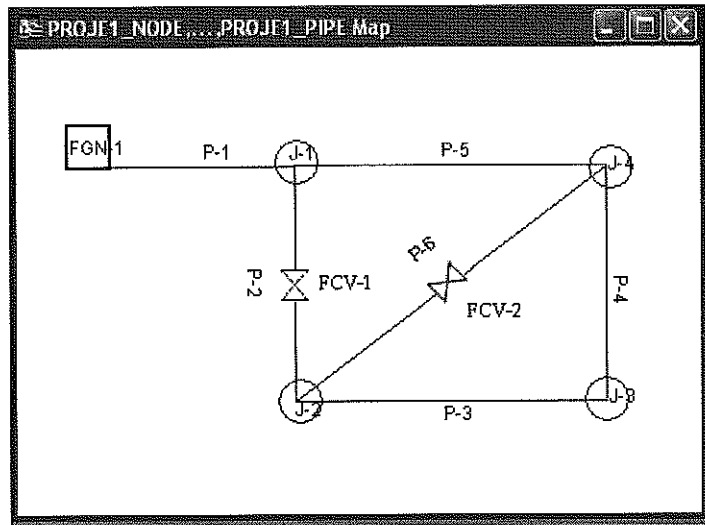 PROJE1_NODE,...,PROJE1_PIPE Map
FGN-1
P-1
J-1
P-5
J-4
P-6
P-2
FCV-1
FCV-2
P-4
J-2
P-3
J-3